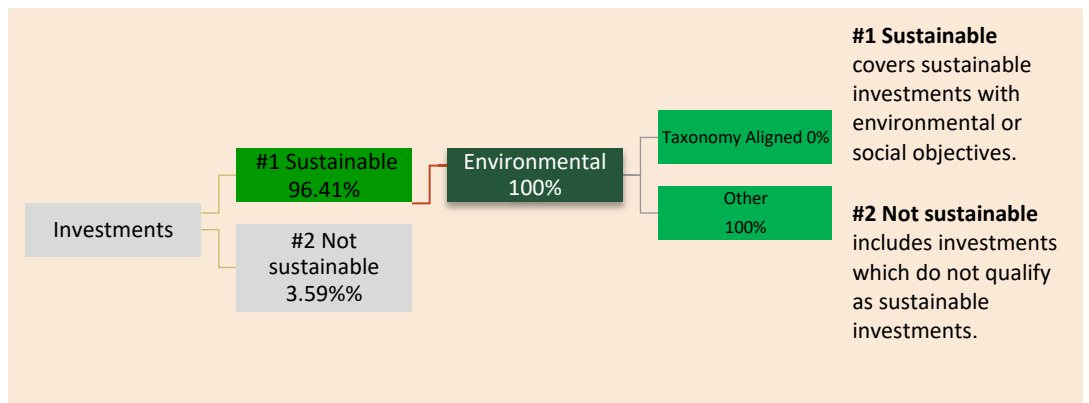 Investments
#1 Sustainable
96.41%
#2 Not
sustainable
3.59%%
Environmental
100%
Taxonomy Aligned 0%
Other
100%
#1 Sustainable
covers sustainable
investments with
environmental or
social objectives.
#2 Not sustainable
includes investments
which do not qualify
as sustainable
investments.